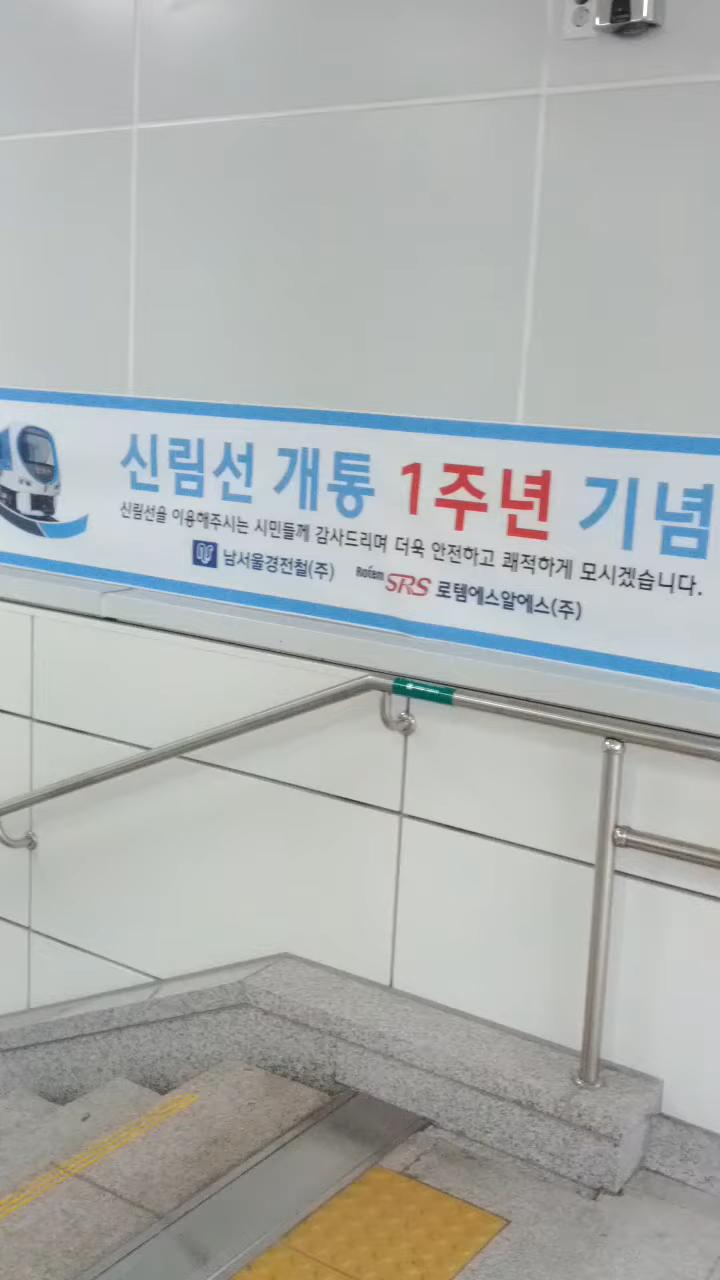 신림선 개통 1주년 기념
신림선을 이용해주시는 시민들께 감사드리며 더욱 안전하고 쾌적하게 모시겠습니다.
남서울경전철(주) Rotem SRS 로템에스알에스(주)